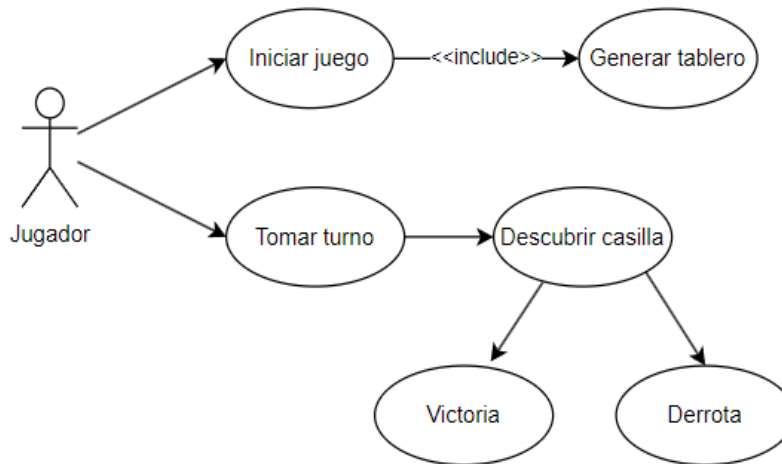 Iniciar juego
<<include>>
Generar tablero
Jugador
Tomar turno
Descubrir casilla
Victoria
Derrota